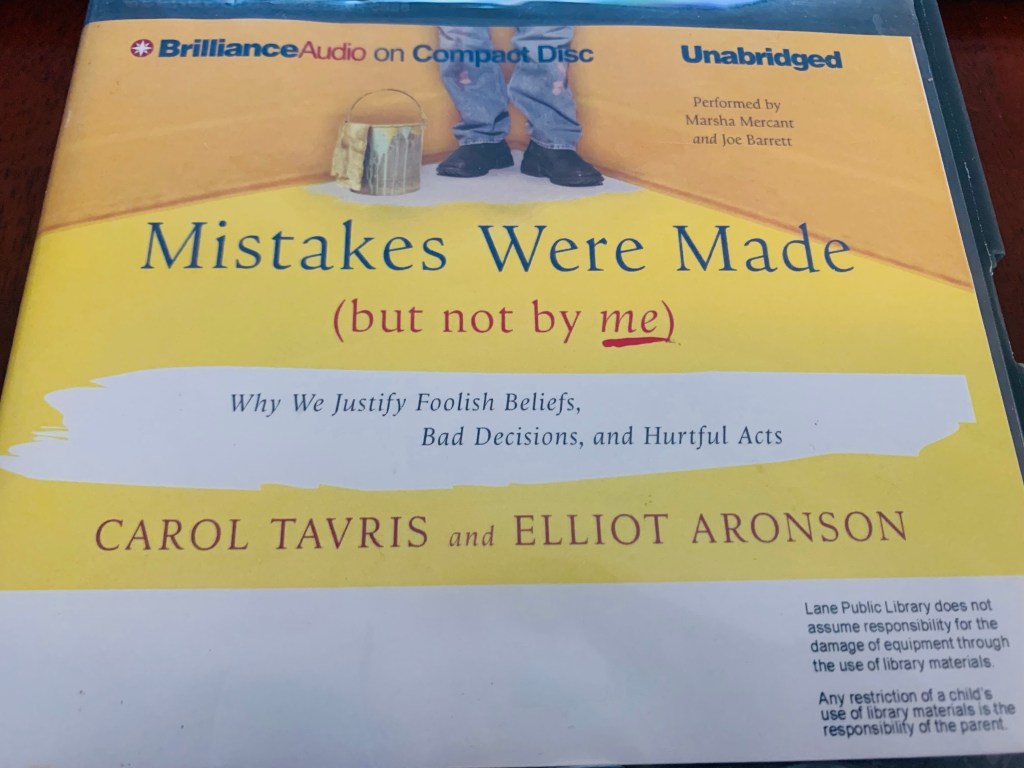 BrillianceAudio on Compact Disc
Unabridged
Performed by
Marsha Mercant
and Joe Barrett
Mistakes Were Made
(but not by me)
Why We Justify Foolish Beliefs,
Bad Decisions, and Hurtful Acts
CAROL TAVRIS and ELLIOT ARONSON
Lane Public Library does not
assume responsibility for the
damage of equipment through
the use of library materials.
Any restriction of a child's
use of library materials is the
responsibility of the parent.